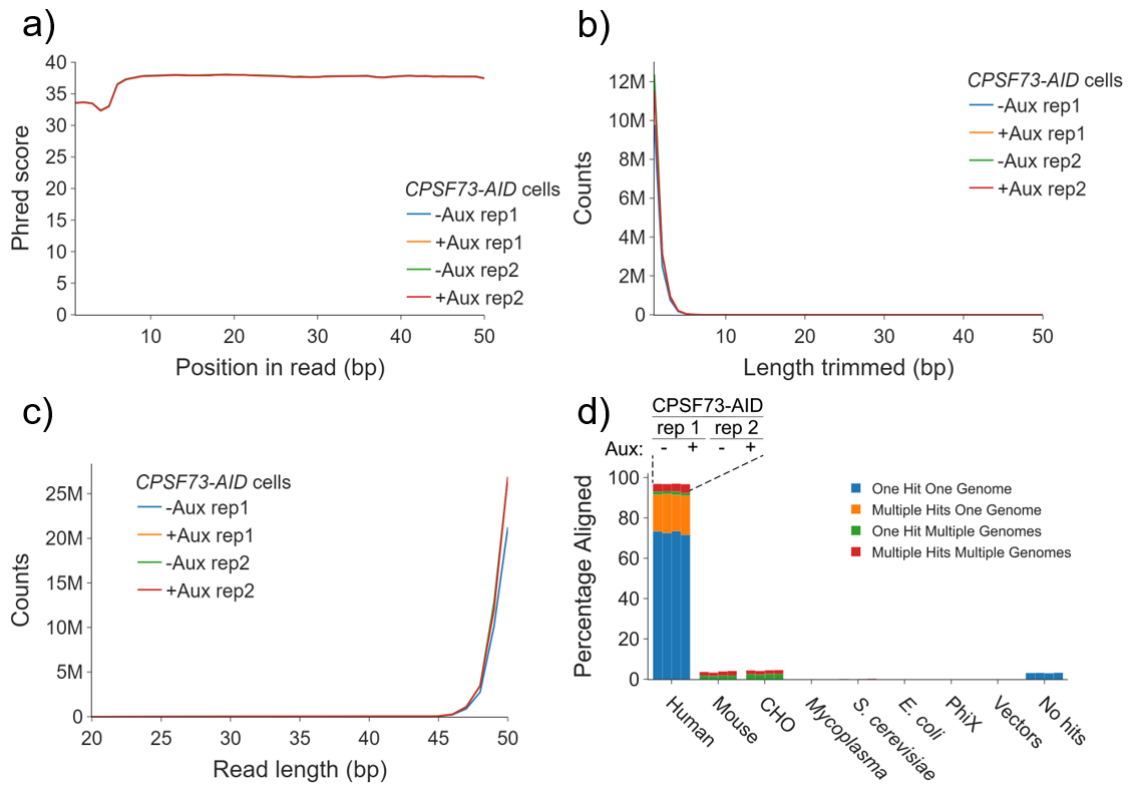 a)
40
35
30
25
20
15
10
5
0
Phred score
CPSF73-AID cells
-Aux rep1
+Aux rep1
-Aux rep2
+Aux rep2
10 20 30 40 50
Position in read (bp)
b)
12M
10M
8M
6M
4M
2M
0
Counts
CPSF73-AID cells
-Aux rep1
+Aux rep1
-Aux rep2
+Aux rep2
10 20 30 40 50
Length trimmed (bp)
c)
25M
20M
15M
10M
5M
0
Counts
CPSF73-AID cells
-Aux rep1
+Aux rep1
-Aux rep2
+Aux rep2
20 25 30 35 40 45 50
Read length (bp)
d)
CPSF73-AID
rep 1 rep 2
Aux: - + - +
100
80
60
40
20
0
Percentage Aligned
One Hit One Genome
Multiple Hits One Genome
One Hit Multiple Genomes
Multiple Hits Multiple Genomes
Human
Mouse
CHO
Mycoplasma
S. cerevisiae
E. coli
PhiX
Vectors
No hits